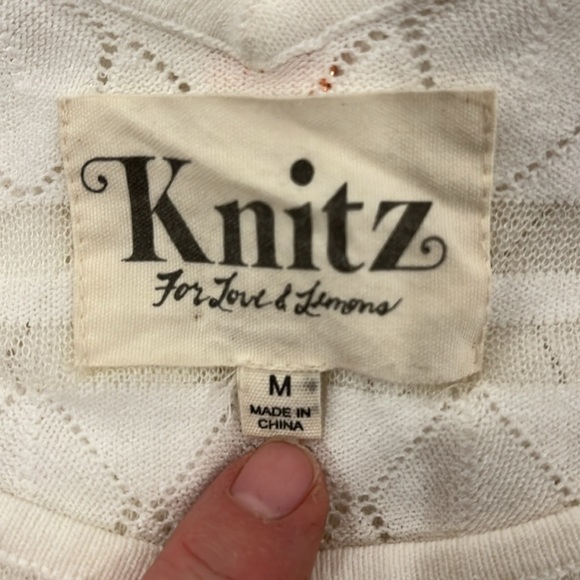 Knitz
For Love & Lemons
M
MADE IN
CHINA